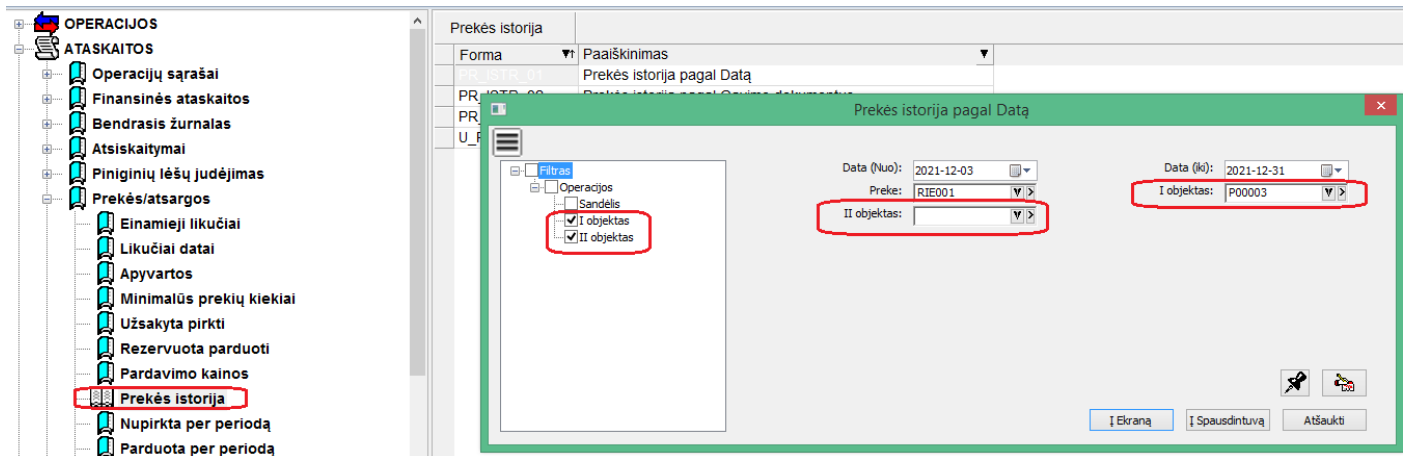 OPERACIJOS
ATASKAITOS
Operacijų sąrašai
Finansinės ataskaitos
Bendrasis žurnalas
Atsiskaitymai
Piniginių lėšų judėjimas
Prekės/atsargos
Einamieji likučiai
Likučiai datai
Apyvartos
Minimalūs prekių kiekiai
Užsakyta pirkti
Rezervuota parduoti
Pardavimo kainos
Prekės istorija
Nupirkta per periodą
Parduota per periodą
Prekės istorija
Forma Paaiškinimas
PR_ISTR_01 Prekės istorija pagal Datą
Prekės istorija pagal Datą
Filtras
Operacijos
Sandėlis
I objektas
II objektas
Data (Nuo): 2021-12-03 Data (iki): 2021-12-31
Preke: RIE001 I objektas: P00003
II objektas:
Į Ekraną Į Spausdintuvą Atšaukti